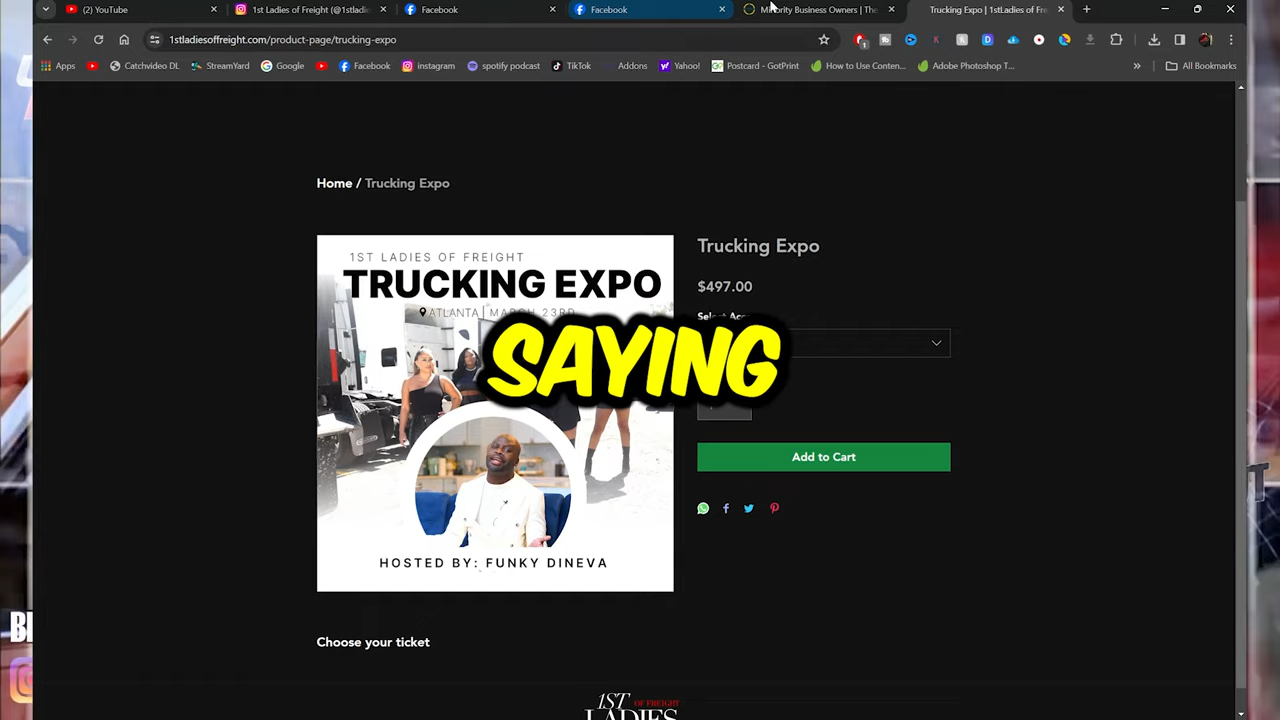 (2) YouTube
1st Ladies of Freight (@1stladie
Facebook
Facebook
Minority Business Owners | The
Trucking Expo | 1stLadies of Fre
1stladiesoffreight.com/product-page/trucking-expo
Apps
Catchvideo DL
StreamYard
Google
Facebook
instagram
spotify podcast
TikTok
Addons
Yahoo!
Postcard - GotPrint
How to Use Conten...
Adobe Photoshop T...
All Bookmarks
Home / Trucking Expo
1ST LADIES OF FREIGHT
TRUCKING EXPO
ATLANTA | MARCH 23RD
HOSTED BY: FUNKY DINEVA
Trucking Expo
$497.00
Select
SAYING
Add to Cart
Choose your ticket
1ST
OF FREIGHT
LADIES